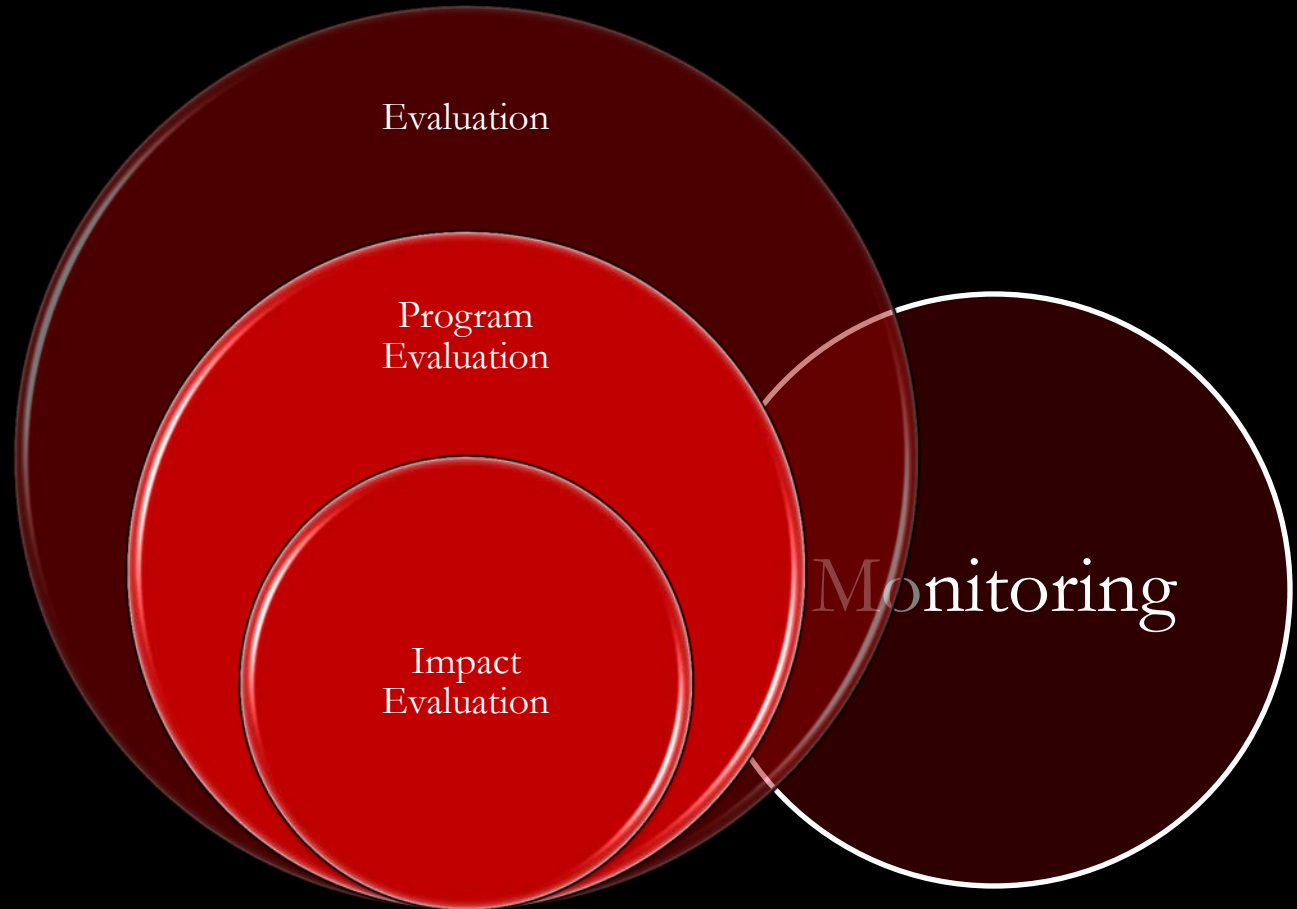 Evaluation
Program
Evaluation
Monitoring
Impact
Evaluation